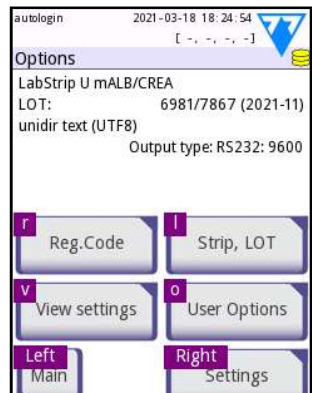 autologin 2021-03-18 18:24:54
[ -, -, -, -]
Options
LabStrip U mALB/CREA
LOT: 6981/7867 (2021-11)
unidir text (UTF8)
Output type: RS232: 9600
r l
Reg.Code Strip, LOT
v o
View settings User Options
Left Right
Main Settings